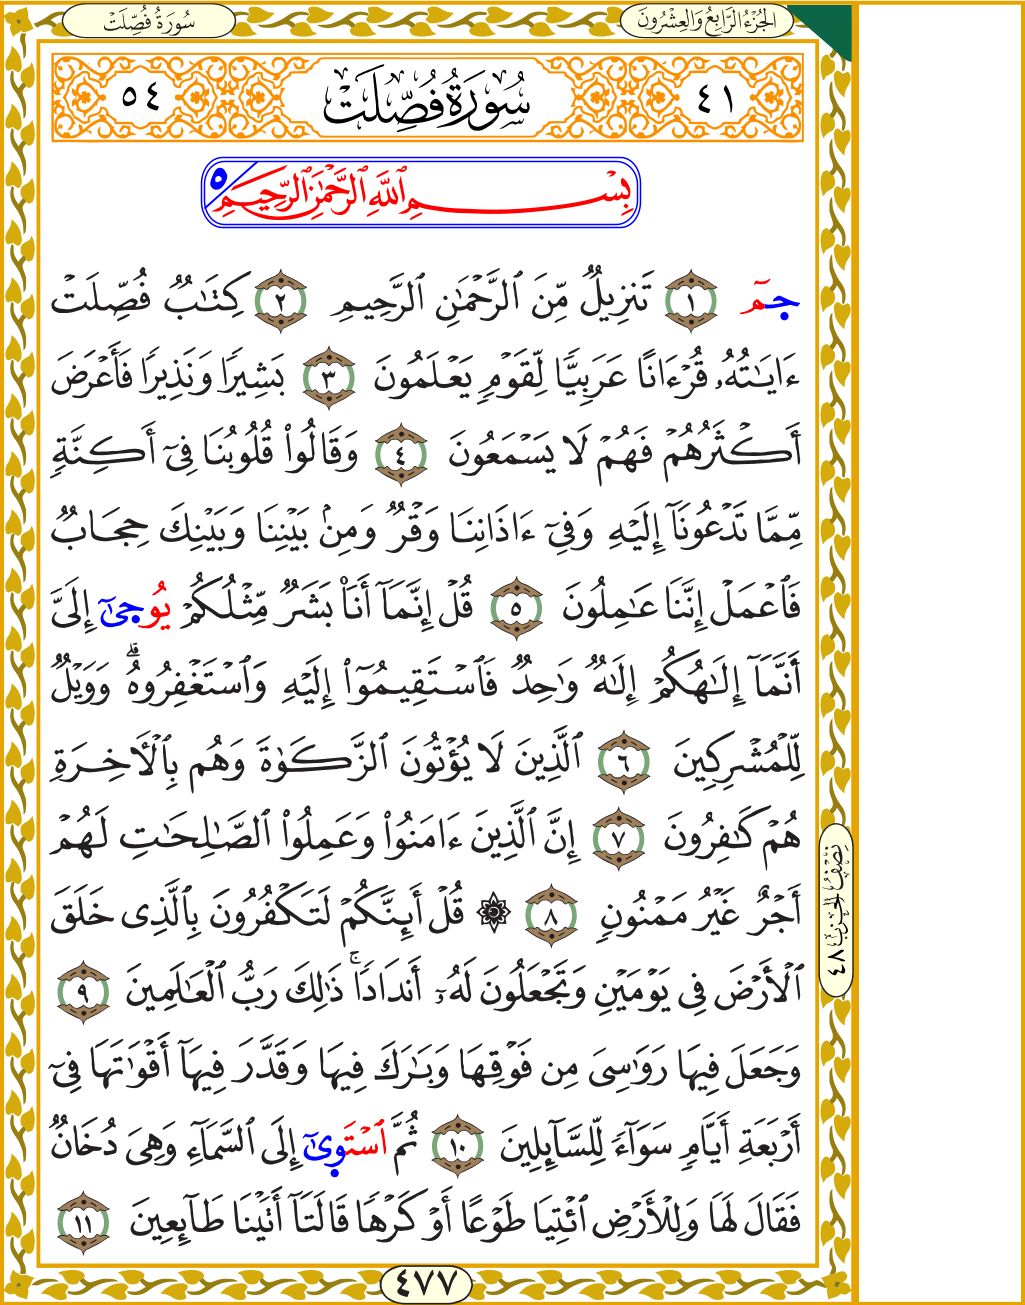 الجُزْءُ الرَّابِعُ وَالعِشْرُونَ
سُورَةُ فُصِّلَتْ
٤١ سُورَةُ فُصِّلَتْ ٥٤
بِسْمِ ٱللَّهِ ٱلرَّحْمَٰنِ ٱلرَّحِيمِ ٥
حمٓ ١ تَنزِيلٌ مِّنَ ٱلرَّحْمَٰنِ ٱلرَّحِيمِ ٢ كِتَٰبٌ فُصِّلَتْ
ءَايَٰتُهُۥ قُرْءَانًا عَرَبِيًّا لِّقَوْمٍ يَعْلَمُونَ ٣ بَشِيرًا وَنَذِيرًا فَأَعْرَضَ
أَكْثَرُهُمْ فَهُمْ لَا يَسْمَعُونَ ٤ وَقَالُوا۟ قُلُوبُنَا فِىٓ أَكِنَّةٍ
مِّمَّا تَدْعُونَآ إِلَيْهِ وَفِىٓ ءَاذَانِنَا وَقْرٌ وَمِنۢ بَيْنِنَا وَبَيْنِكَ حِجَابٌ
فَٱعْمَلْ إِنَّنَا عَٰمِلُونَ ٥ قُلْ إِنَّمَآ أَنَا۠ بَشَرٌ مِّثْلُكُمْ يُوحىٰٓ إِلَىَّ
أَنَّمَآ إِلَٰهُكُمْ إِلَٰهٌ وَٰحِدٌ فَٱسْتَقِيمُوٓا۟ إِلَيْهِ وَٱسْتَغْفِرُوهُ ۗ وَوَيْلٌ
لِّلْمُشْرِكِينَ ٦ ٱلَّذِينَ لَا يُؤْتُونَ ٱلزَّكَوٰةَ وَهُم بِٱلْأَخِرَةِ
هُمْ كَٰفِرُونَ ٧ إِنَّ ٱلَّذِينَ ءَامَنُوا۟ وَعَمِلُوا۟ ٱلصَّٰلِحَٰتِ لَهُمْ
أَجْرٌ غَيْرُ مَمْنُونٍ ٨ ۞ قُلْ أَئِنَّكُمْ لَتَكْفُرُونَ بِٱلَّذِى خَلَقَ
ٱلْأَرْضَ فِى يَوْمَيْنِ وَتَجْعَلُونَ لَهُۥٓ أَندَادًا ۚ ذَٰلِكَ رَبُّ ٱلْعَٰلَمِينَ ٩
وَجَعَلَ فِيهَا رَوَٰسِىَ مِن فَوْقِهَا وَبَٰرَكَ فِيهَا وَقَدَّرَ فِيهَآ أَقْوَٰتَهَا فِىٓ
أَرْبَعَةِ أَيَّامٍ سَوَآءً لِّلسَّآئِلِينَ ١٠ ثُمَّ ٱسْتَوىٰٓ إِلَى ٱلسَّمَآءِ وَهِىَ دُخَانٌ
فَقَالَ لَهَا وَلِلْأَرْضِ ٱئْتِيَا طَوْعًا أَوْ كَرْهًا قَالَتَآ أَتَيْنَا طَآئِعِينَ ١١
نِصْفُ الحِزْبِ ٤٨
٤٧٧